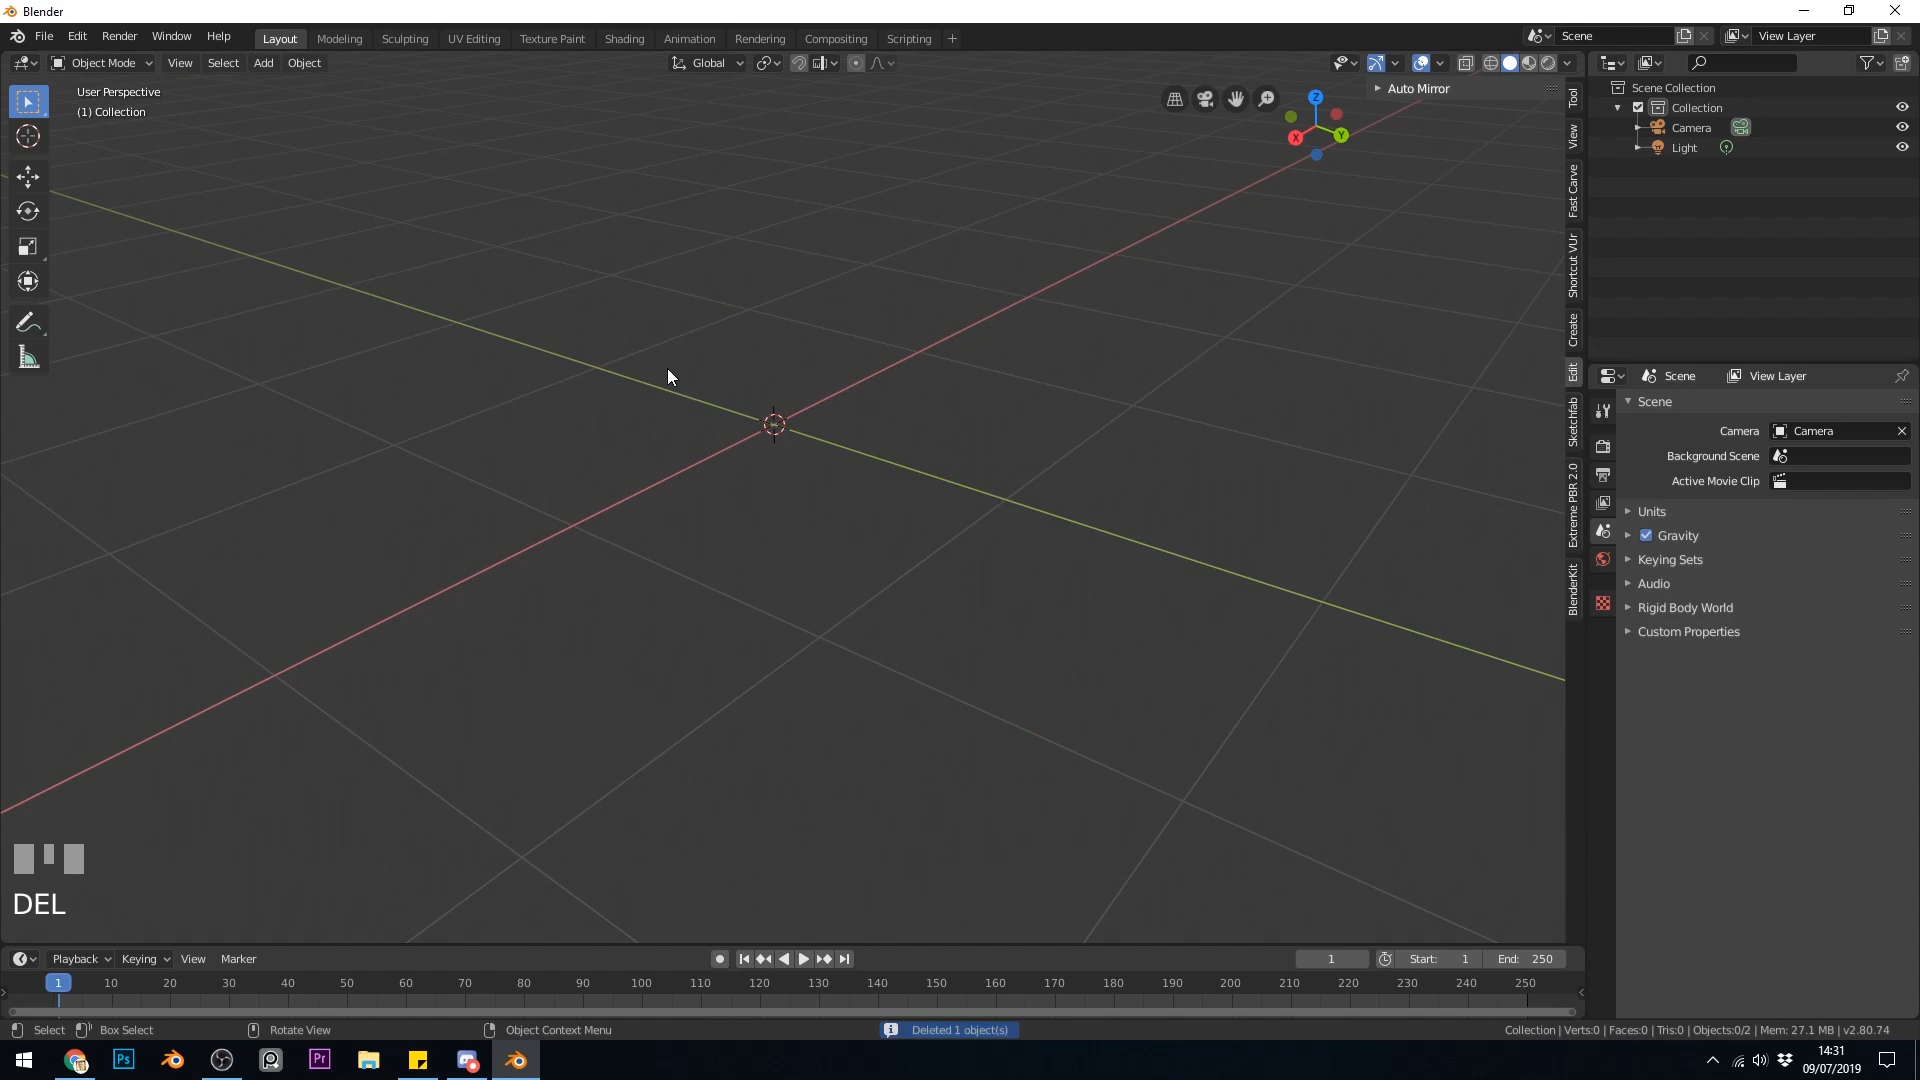 Blender
File Edit Render Window Help
Layout Modeling Sculpting UV Editing Texture Paint Shading Animation Rendering Compositing Scripting +
Scene
View Layer
Object Mode View Select Add Object
Global
User Perspective
(1) Collection
Auto Mirror
Z
X
Y
Tool
View
Fast Carve
Shortcut VUr
Create
Edit
Sketchfab
Extreme PBR 2.0
BlenderKit
Scene Collection
Collection
Camera
Light
Scene View Layer
Scene
Camera Camera
Background Scene
Active Movie Clip
Units
Gravity
Keying Sets
Audio
Rigid Body World
Custom Properties
DEL
Playback Keying View Marker
1 Start: 1 End: 250
1 10 20 30 40 50 60 70 80 90 100 110 120 130 140 150 160 170 180 190 200 210 220 230 240 250
Select Box Select Rotate View Object Context Menu Deleted 1 object(s) Collection | Verts:0 | Faces:0 | Tris:0 | Objects:0/2 | Mem: 27.1 MB | v2.80.74
Ps
Pr
14:31
09/07/2019